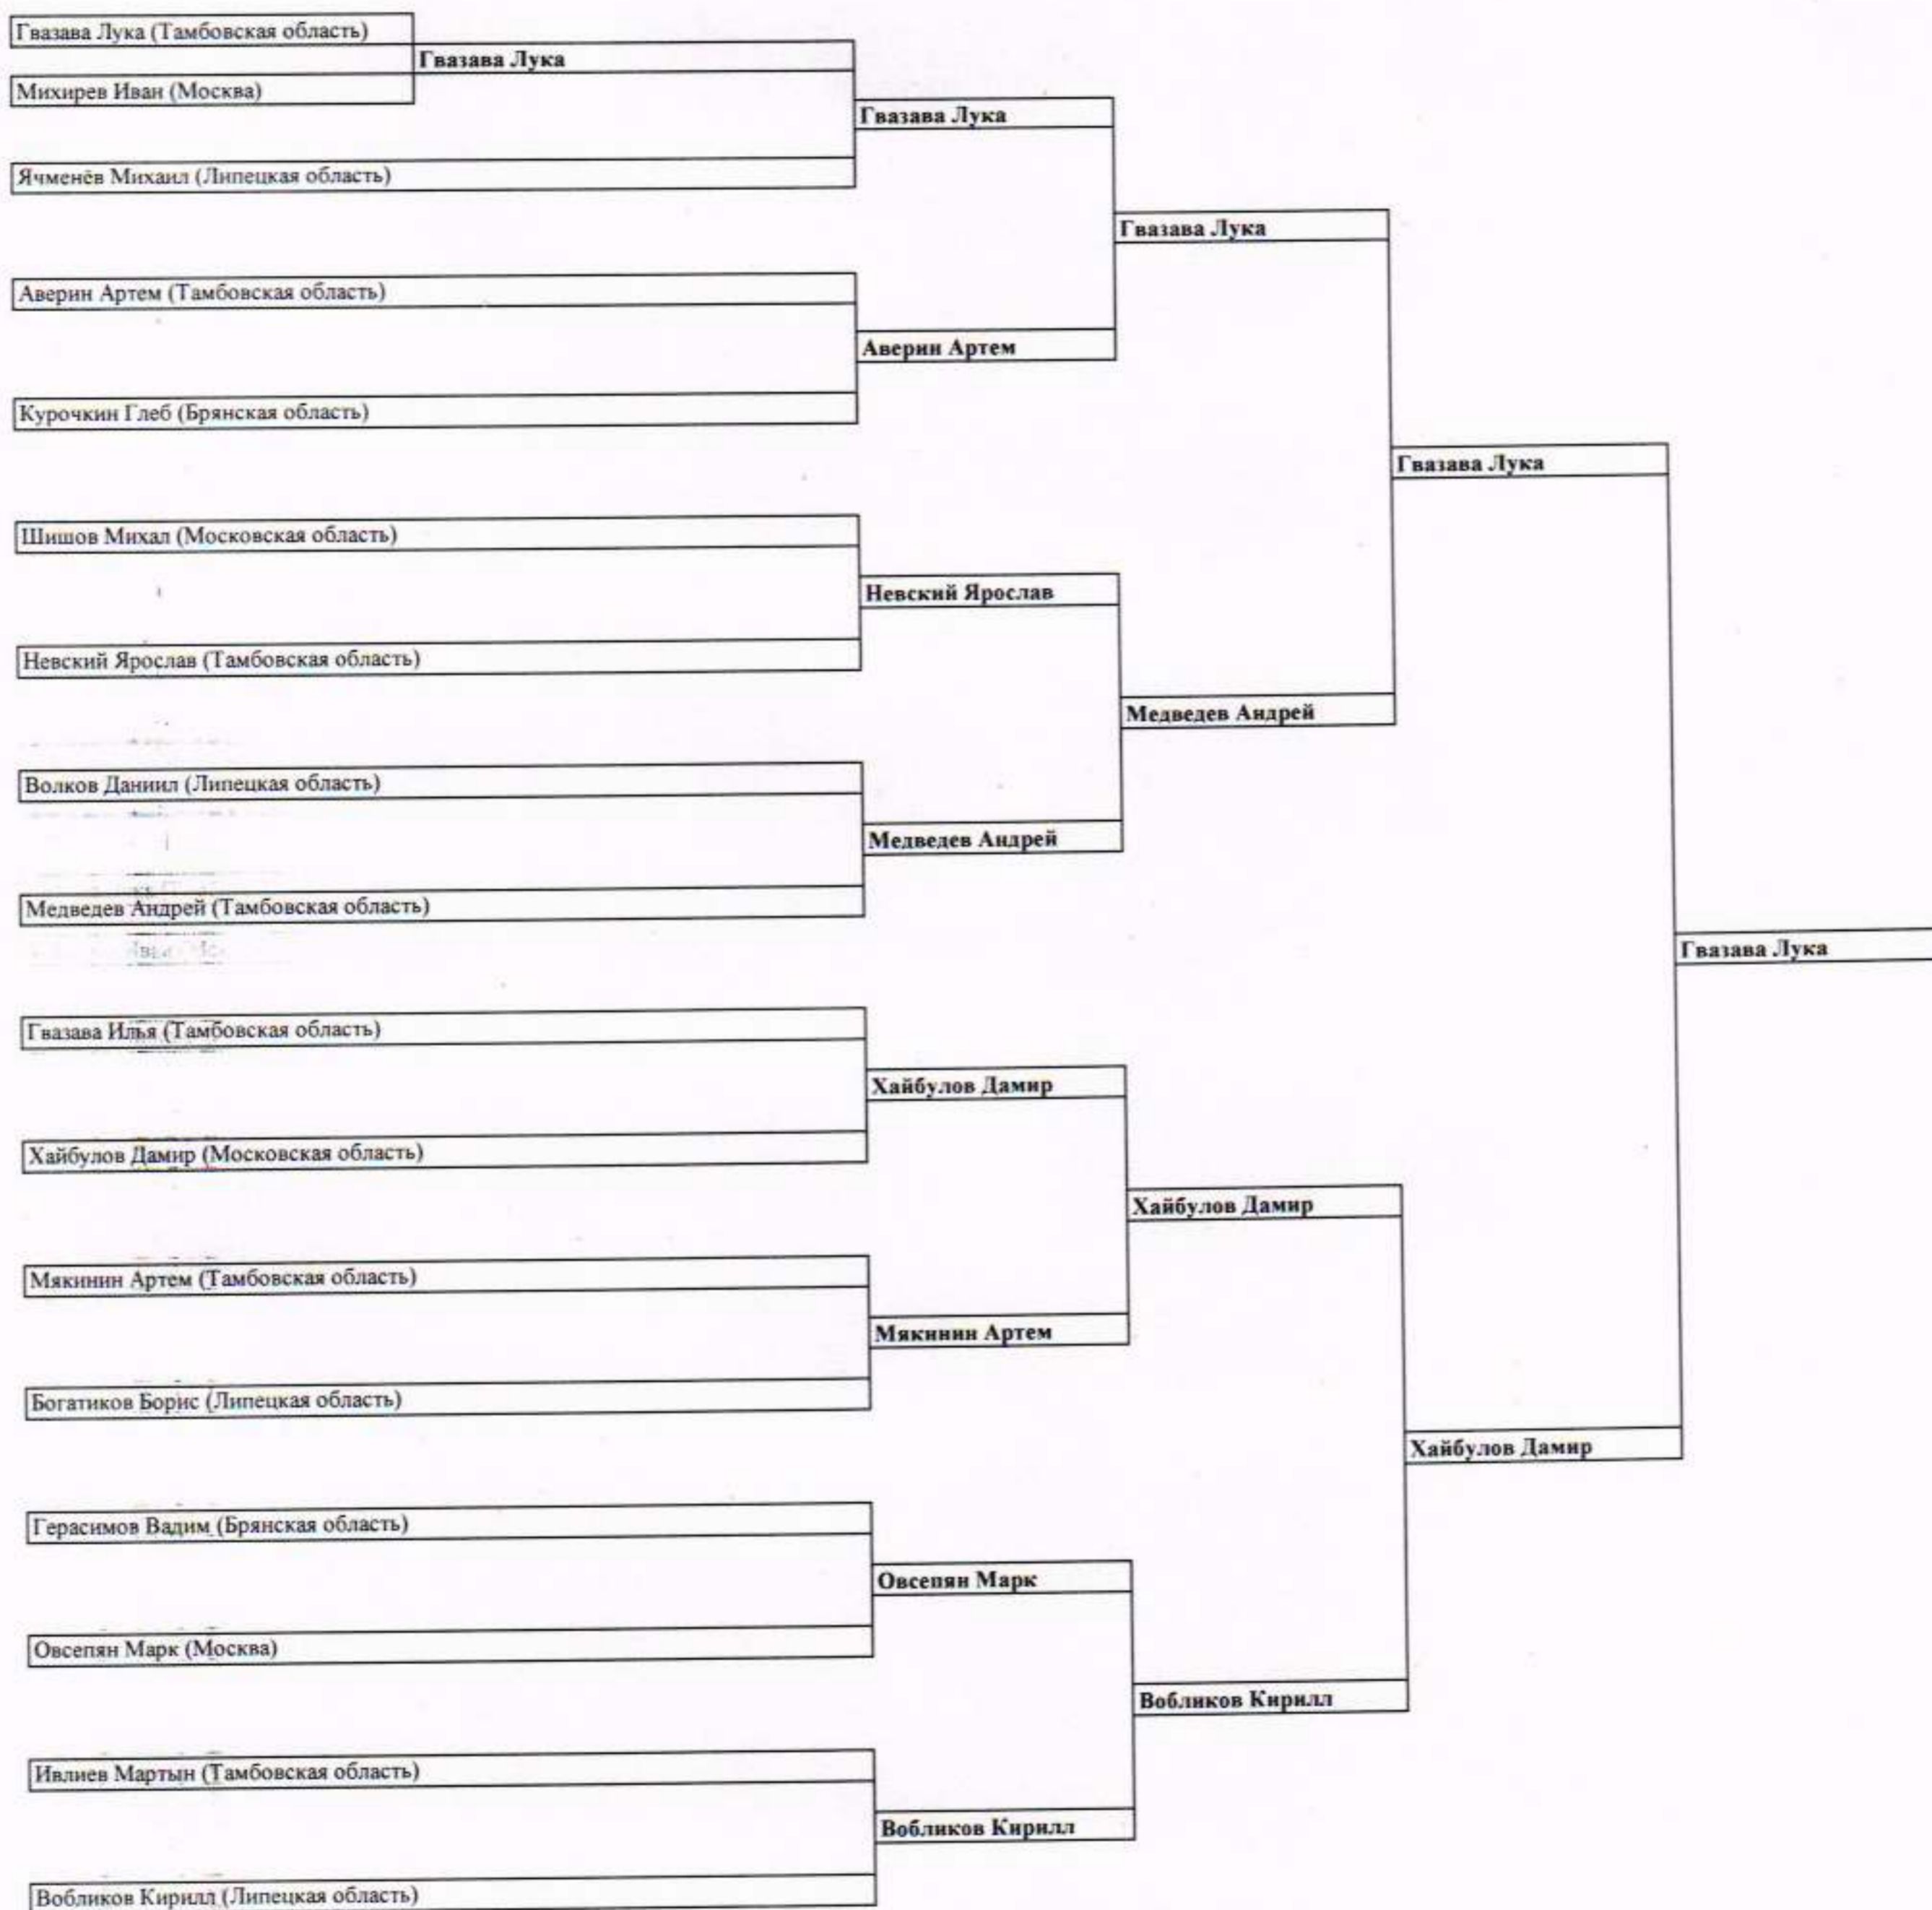 Гвазава Лука (Тамбовская область)
Гвазава Лука
Михирев Иван (Москва)
Гвазава Лука
Ячменёв Михаил (Липецкая область)
Гвазава Лука
Аверин Артем (Тамбовская область)
Аверин Артем
Курочкин Глеб (Брянская область)
Гвазава Лука
Шишов Михал (Московская область)
Невский Ярослав
Невский Ярослав (Тамбовская область)
Медведев Андрей
Волков Даниил (Липецкая область)
Медведев Андрей
Медведев Андрей (Тамбовская область)
Гвазава Лука
Гвазава Илья (Тамбовская область)
Хайбулов Дамир
Хайбулов Дамир (Московская область)
Хайбулов Дамир
Мякинин Артем (Тамбовская область)
Мякинин Артем
Богатиков Борис (Липецкая область)
Хайбулов Дамир
Герасимов Вадим (Брянская область)
Овсепян Марк
Овсепян Марк (Москва)
Вобликов Кирилл
Ивлиев Мартын (Тамбовская область)
Вобликов Кирилл
Вобликов Кирилл (Липецкая область)